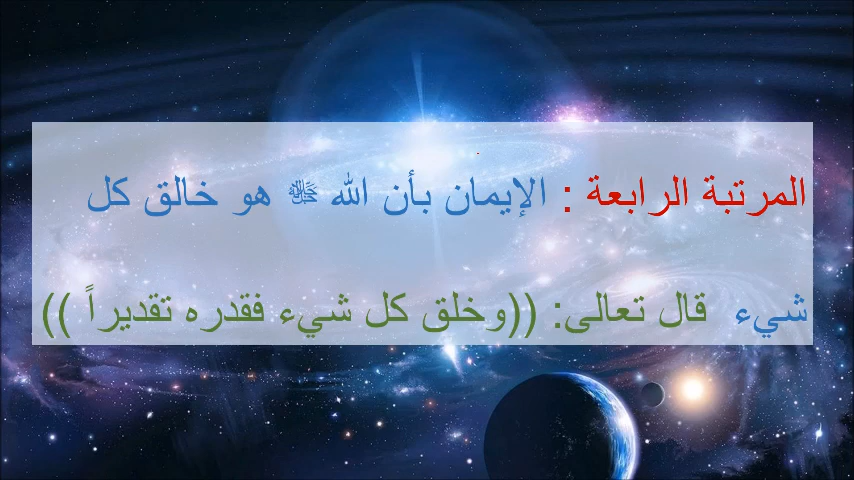 المرتبة الرابعة : الإيمان بأن الله ﷻ هو خالق كل
شيء قال تعالى: ((وخلق كل شيء فقدره تقديراً ))